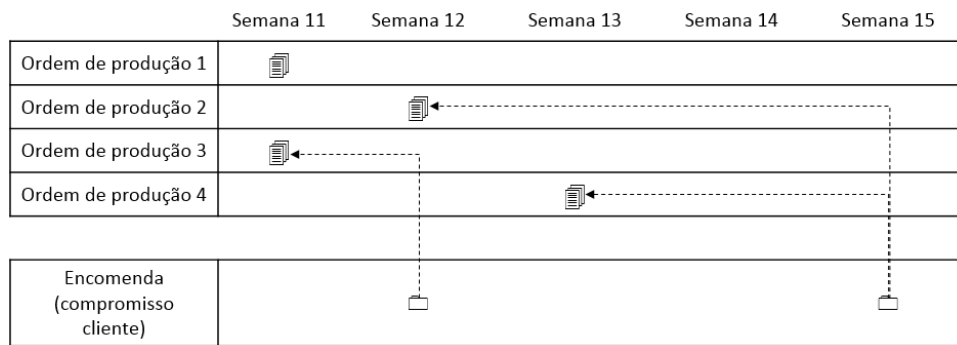 Semana 11 Semana 12 Semana 13 Semana 14 Semana 15
Ordem de produção 1
Ordem de produção 2
Ordem de produção 3
Ordem de produção 4
Encomenda
(compromisso
cliente)